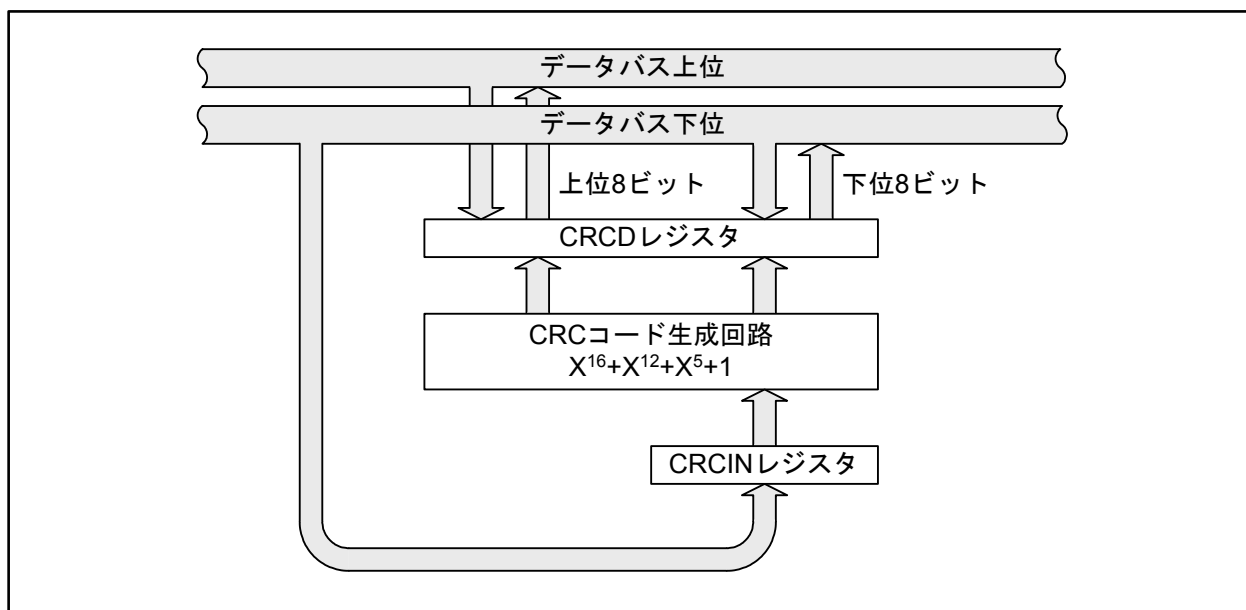 データバス上位
データバス下位
上位8ビット
下位8ビット
CRCDレジスタ
CRCコード生成回路
X¹⁶+X¹²+X⁵+1
CRCINレジスタ